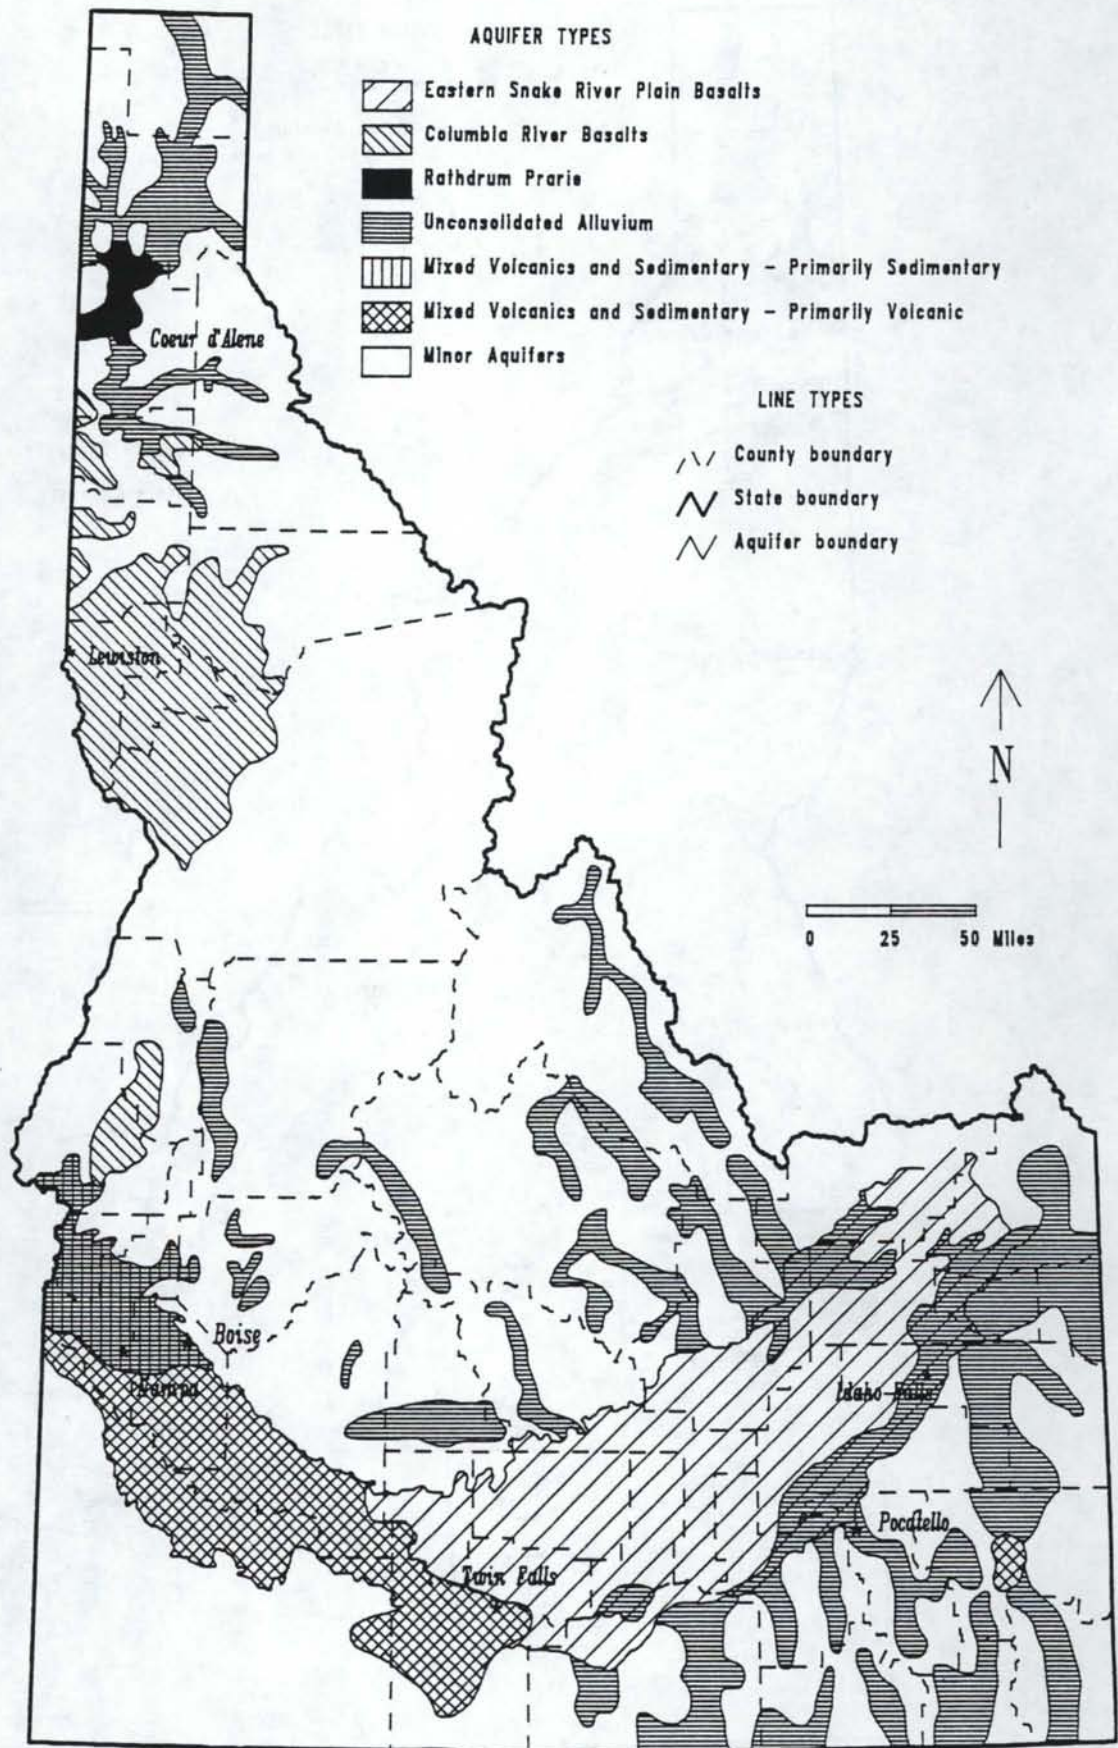 AQUIFER TYPES
Eastern Snake River Plain Basalts
Columbia River Basalts
Rathdrum Prarie
Unconsolidated Alluvium
Mixed Volcanics and Sedimentary - Primarily Sedimentary
Mixed Volcanics and Sedimentary - Primarily Volcanic
Minor Aquifers
LINE TYPES
County boundary
State boundary
Aquifer boundary
Coeur d'Alene
Lewiston
N
0 25 50 Miles
Boise
Nampa
Idaho Falls
Pocatello
Twin Falls